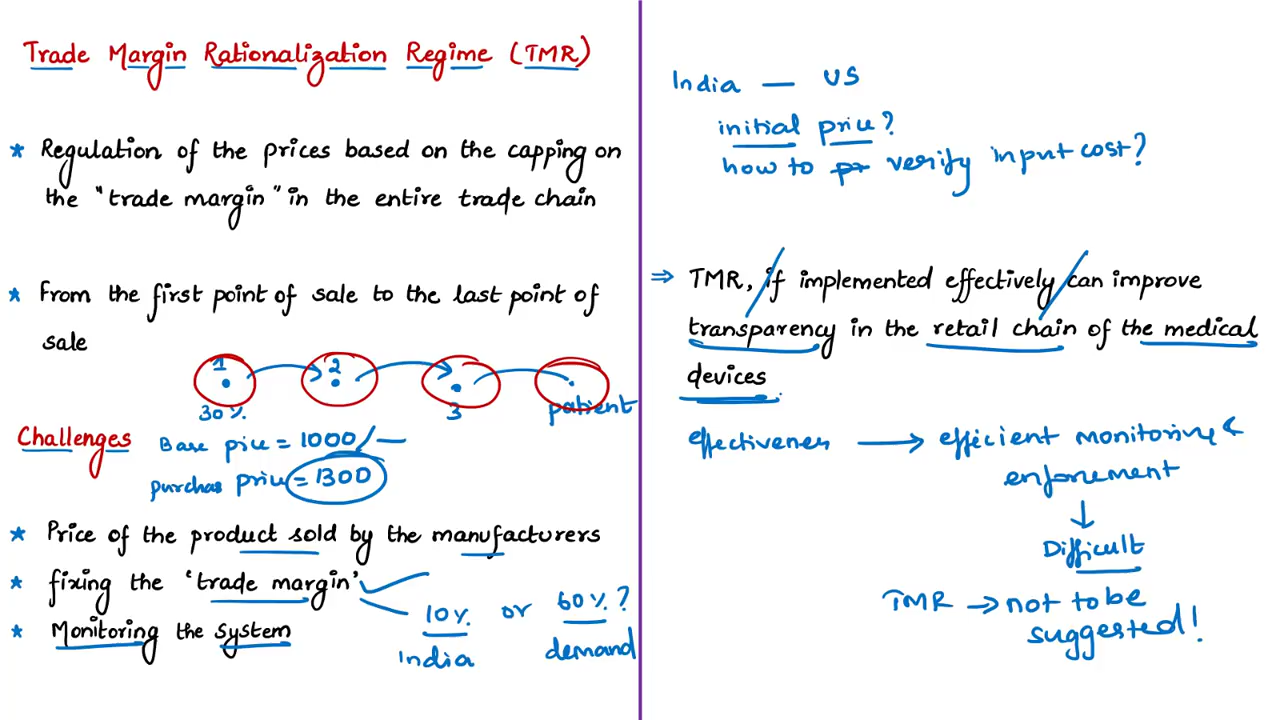 Trade Margin Rationalization Regime (TMR)
* Regulation of the prices based on the capping on
the "trade margin" in the entire trade chain
* From the first point of sale to the last point of
sale
1 2
30% 3 patient
Challenges
Base price = 1000/—
purchas price = 1300
* Price of the product sold by the manufacturers
* fixing the 'trade margin'
10% or 60%?
* Monitoring the system
India demand
India — US
initial price?
how to pr verify input cost?
⇒ TMR, if implemented effectively can improve
transparency in the retail chain of the medical
devices
effectiveness → efficient monitoring &
enforcement
↓
Difficult
TMR → not to be
suggested!